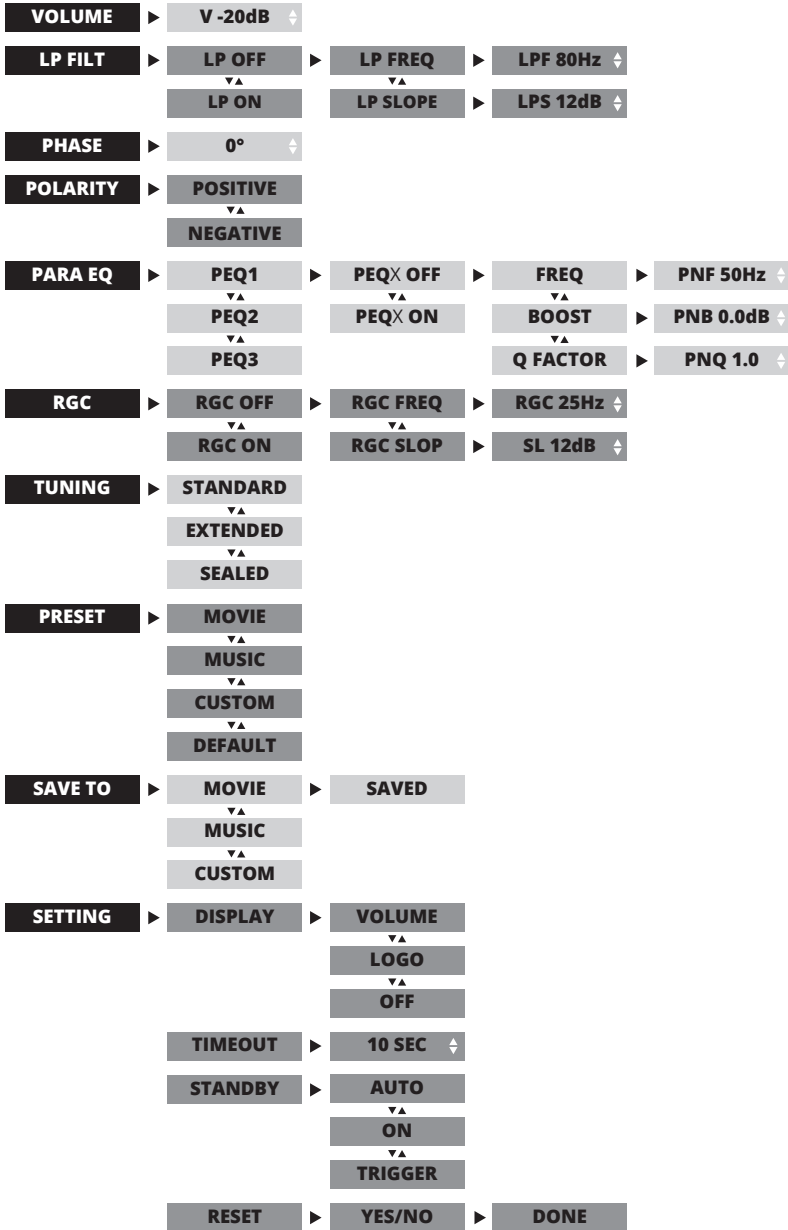 VOLUME V -20dB
LP FILT LP OFF LP FREQ LPF 80Hz
LP ON LP SLOPE LPS 12dB
PHASE 0°
POLARITY POSITIVE
NEGATIVE
PARA EQ PEQ1 PEQX OFF FREQ PNF 50Hz
PEQ2 PEQX ON BOOST PNB 0.0dB
PEQ3 Q FACTOR PNQ 1.0
RGC RGC OFF RGC FREQ RGC 25Hz
RGC ON RGC SLOP SL 12dB
TUNING STANDARD
EXTENDED
SEALED
PRESET MOVIE
MUSIC
CUSTOM
DEFAULT
SAVE TO MOVIE SAVED
MUSIC
CUSTOM
SETTING DISPLAY VOLUME
LOGO
OFF
TIMEOUT 10 SEC
STANDBY AUTO
ON
TRIGGER
RESET YES/NO DONE